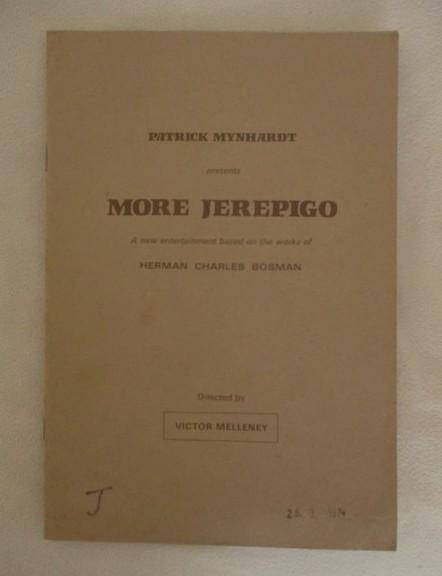 PATRICK MYNHARDT
presents
MORE JEREPIGO
A new entertainment based on the works of
HERMAN CHARLES BOSMAN
Directed by
VICTOR MELLENEY
J